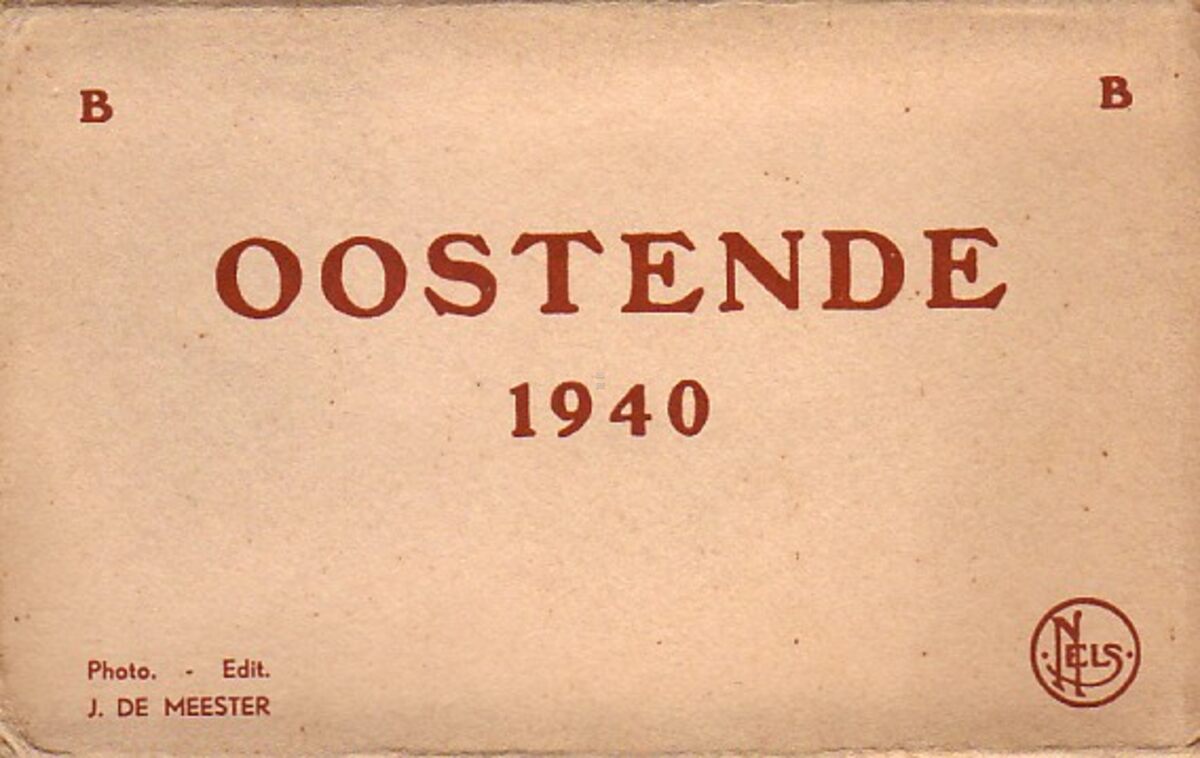 B B
OOSTENDE
1940
Photo. - Edit.
J. DE MEESTER
NELS